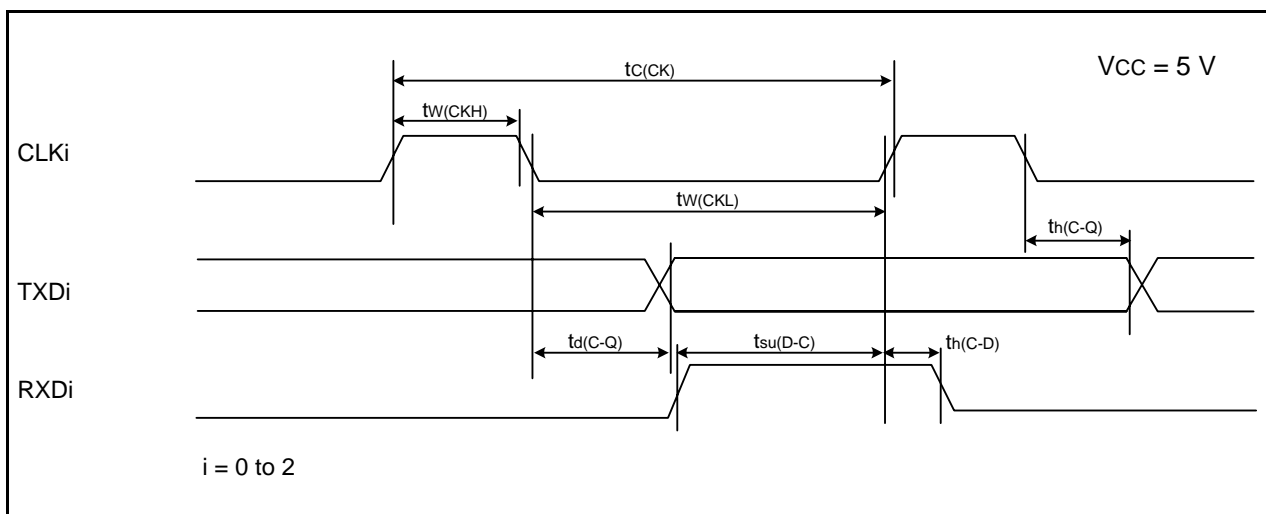 VCC = 5 V
tC(CK)
tW(CKH)
CLKi
tW(CKL)
th(C-Q)
TXDi
td(C-Q)
tsu(D-C)
th(C-D)
RXDi
i = 0 to 2